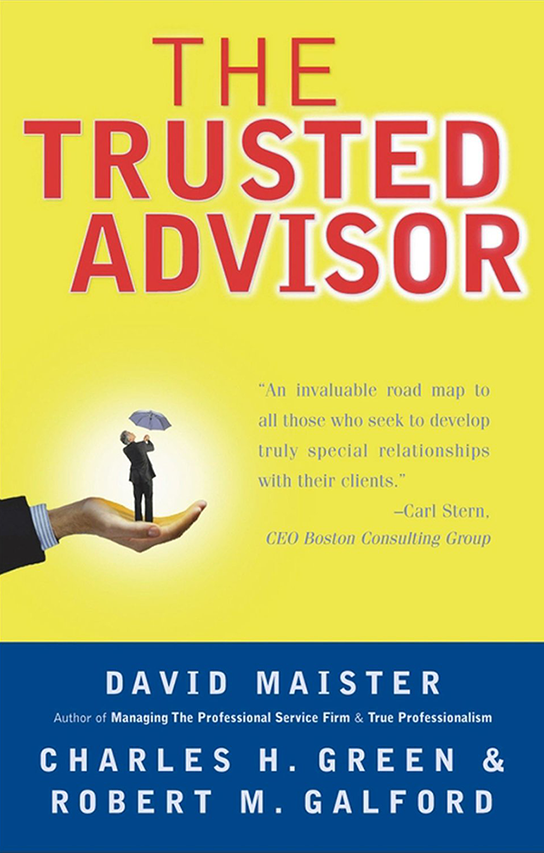 THE
TRUSTED
ADVISOR
“An invaluable road map to
all those who seek to develop
truly special relationships
with their clients.”
–Carl Stern,
CEO Boston Consulting Group
DAVID MAISTER
Author of Managing The Professional Service Firm & True Professionalism
CHARLES H. GREEN &
ROBERT M. GALFORD